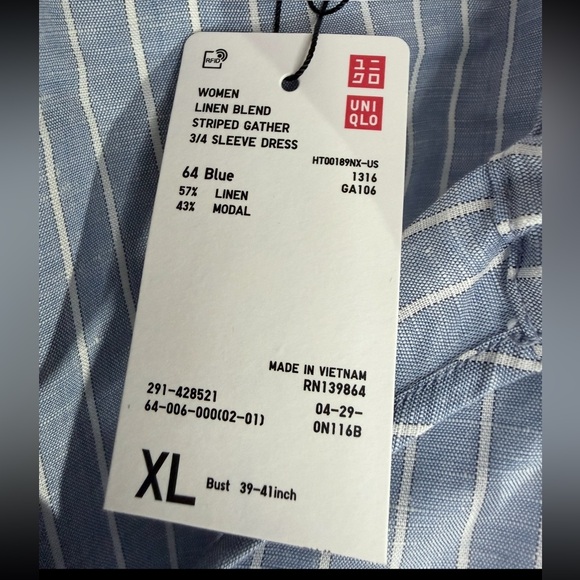 RFID
ユニ
クロ
UNI
QLO
WOMEN
LINEN BLEND
STRIPED GATHER
3/4 SLEEVE DRESS
HT00189NX-US
1316
GA106
64 Blue
57% LINEN
43% MODAL
MADE IN VIETNAM
RN139864
291-428521
64-006-000(02-01)
04-29-
0N116B
XL Bust 39-41inch